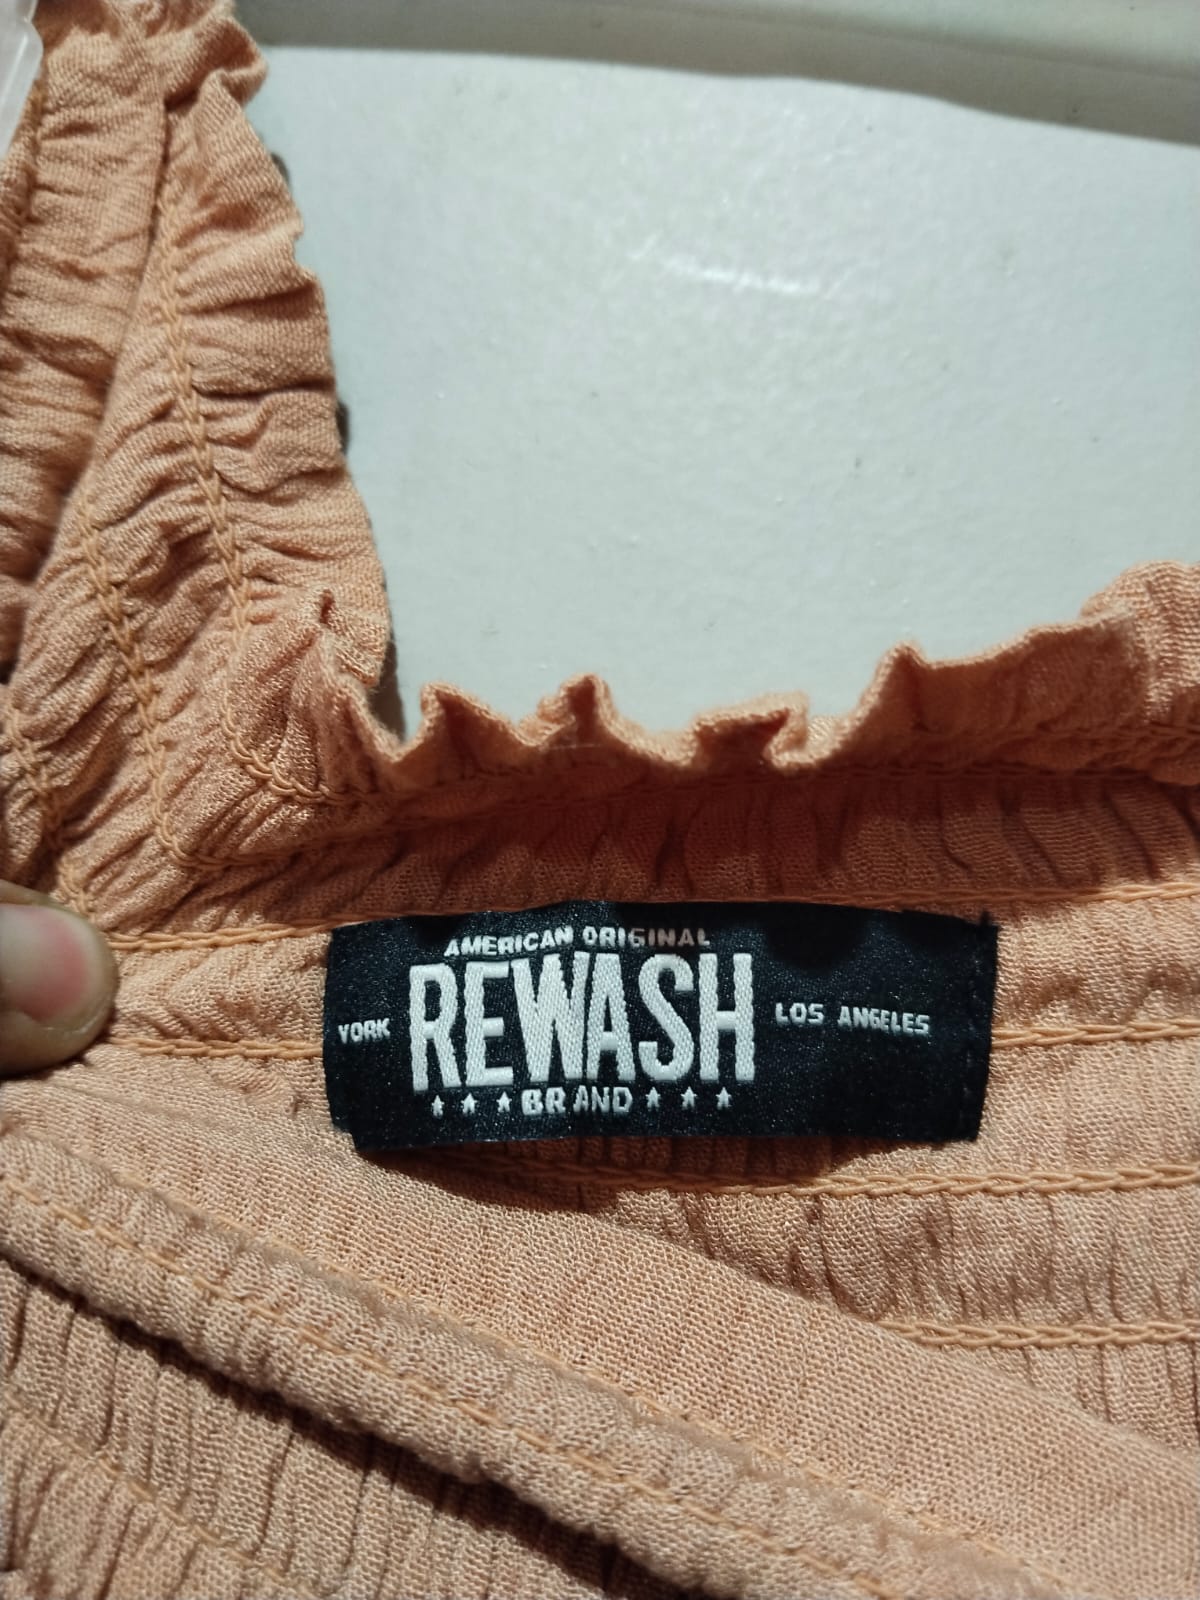 AMERICAN ORIGINAL
YORK REWASH LOS ANGELES
★ ★ ★ BRAND ★ ★ ★